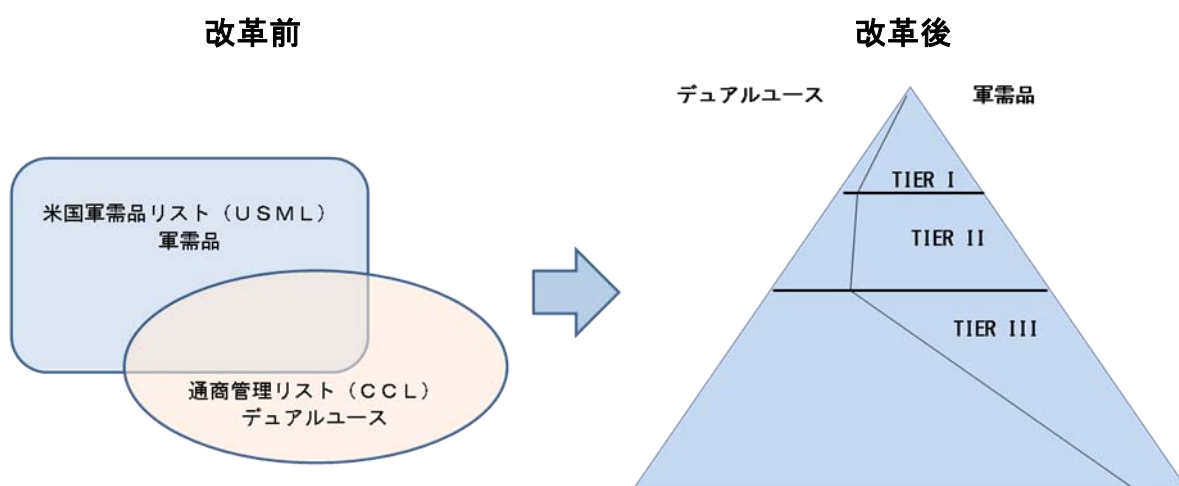 改革前
改革後
デュアルユース
軍需品
米国軍需品リスト（ＵＳＭＬ）
軍需品
通商管理リスト（ＣＣＬ）
デュアルユース
TIER I
TIER II
TIER III